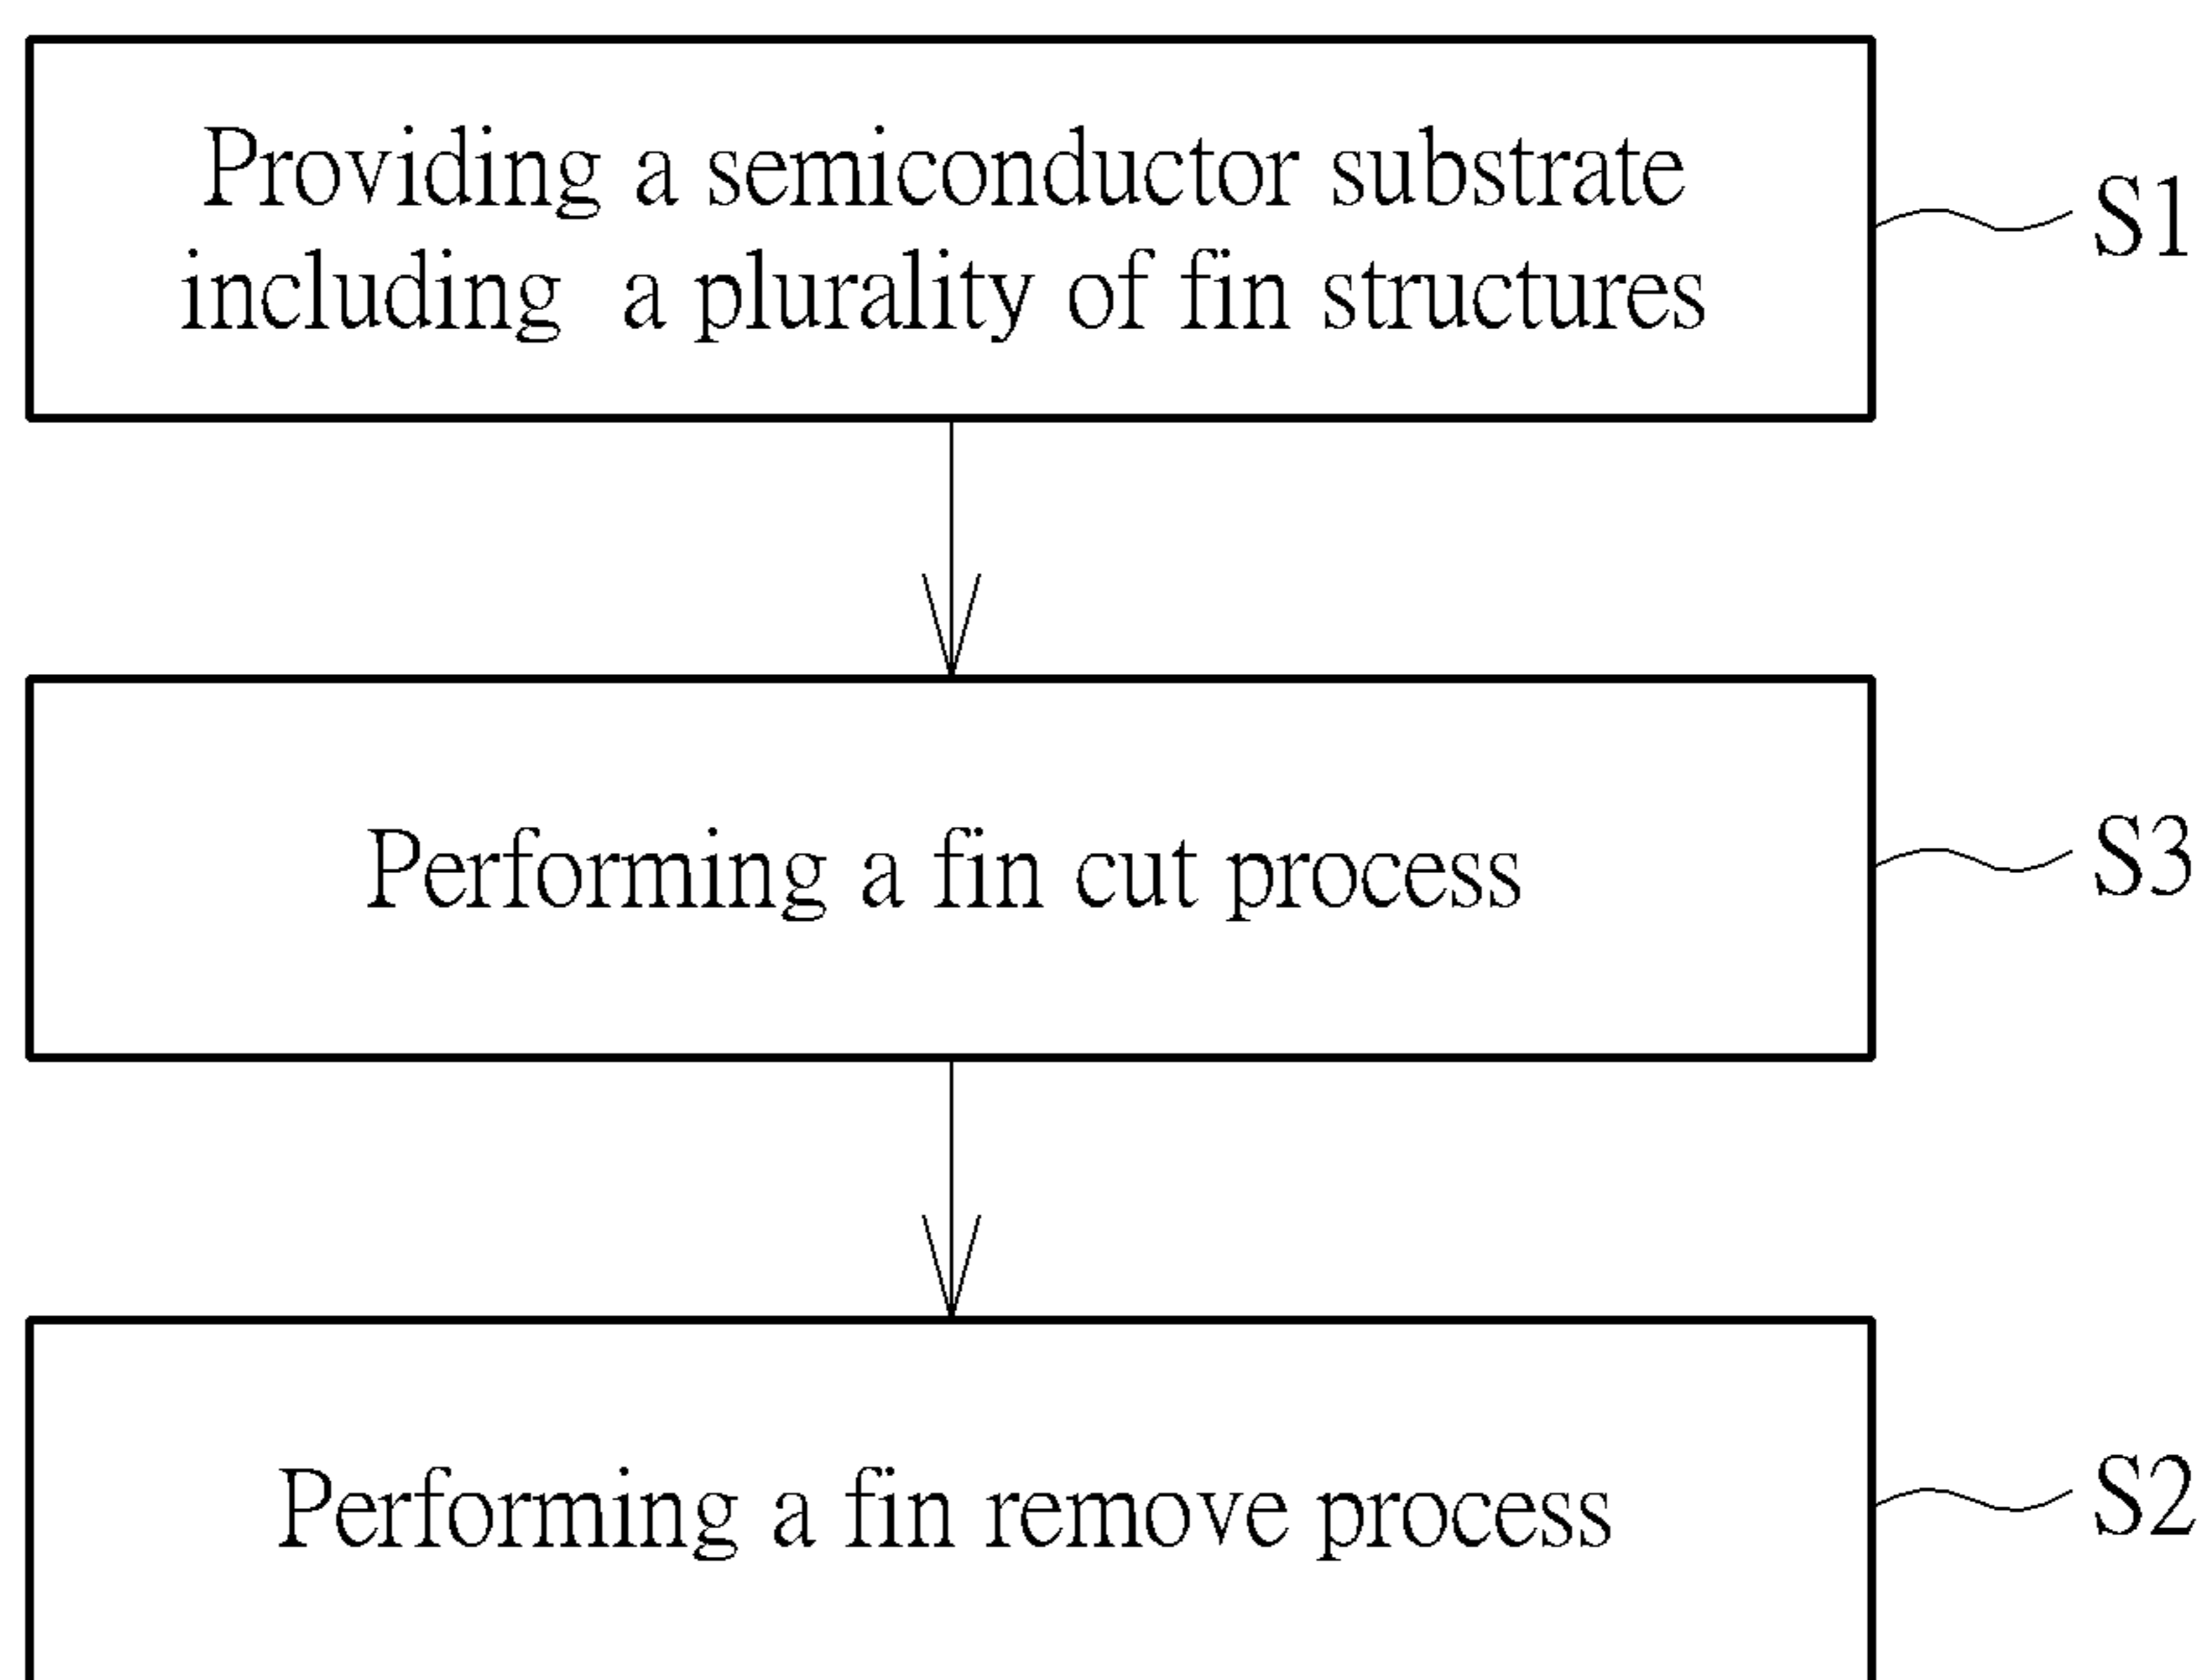 Providing a semiconductor substrate
including a plurality of fin structures
S1
Performing a fin cut process
S3
Performing a fin remove process
S2